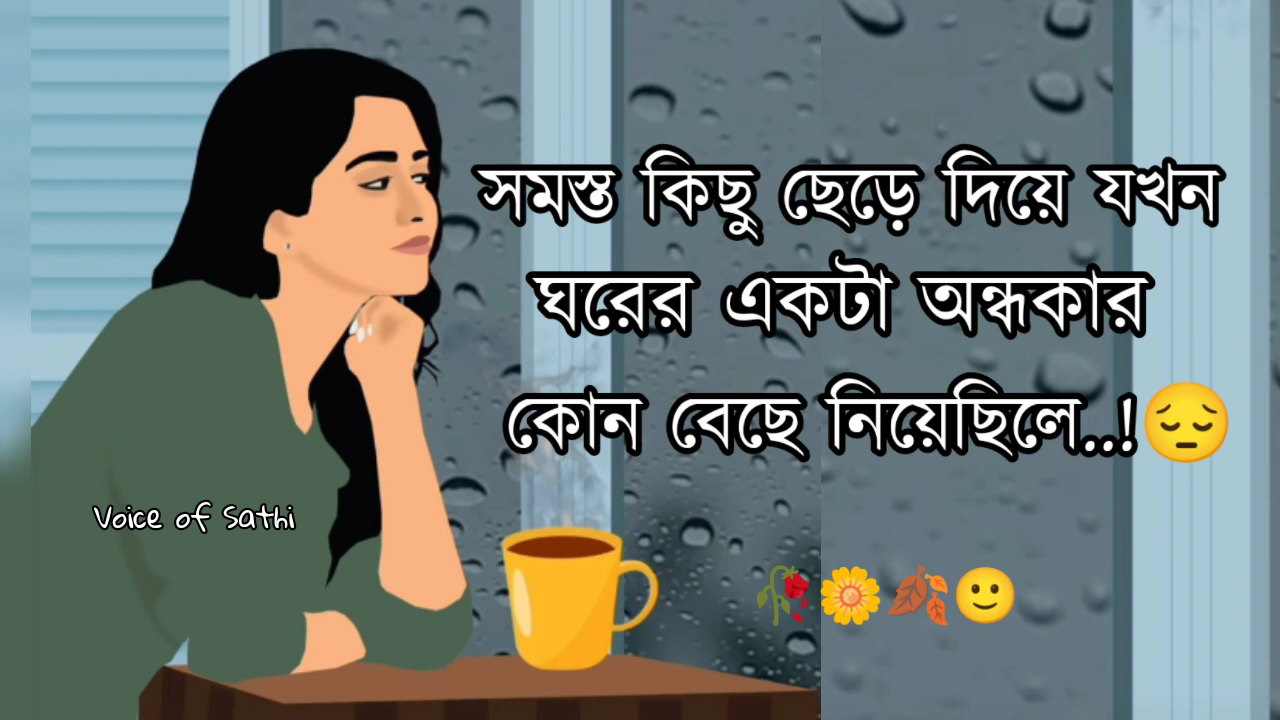 সমস্ত কিছু ছেড়ে দিয়ে যখন
ঘরের একটা অন্ধকার
কোন বেছে নিয়েছিলে..!😔
Voice of Sathi
🥀🌼🍂🙂